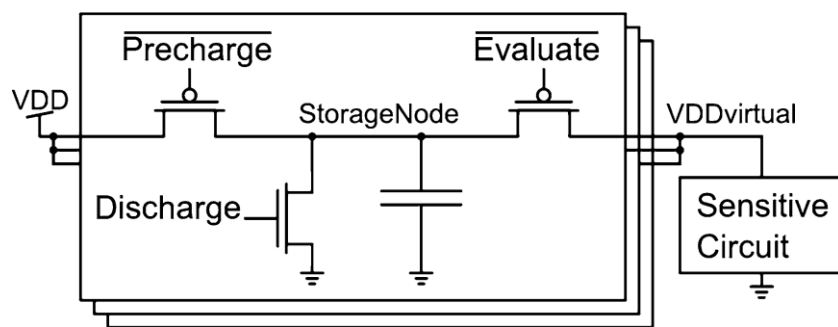 Precharge
Evaluate
VDD
StorageNode
VDDvirtual
Discharge
Sensitive
Circuit